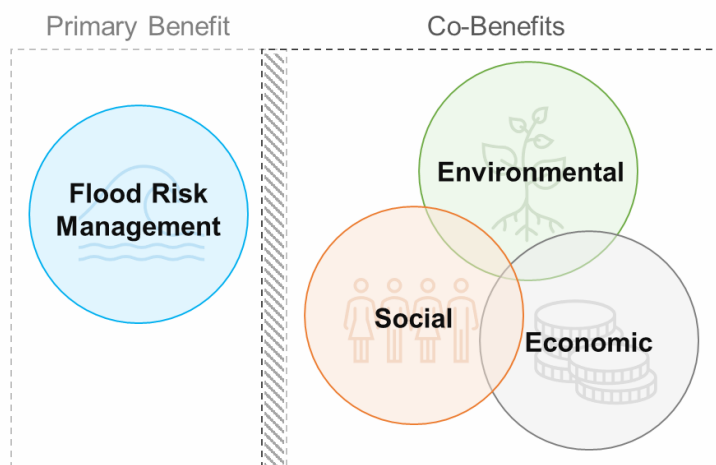 Primary Benefit
Co-Benefits
Flood Risk
Management
Environmental
Social
Economic